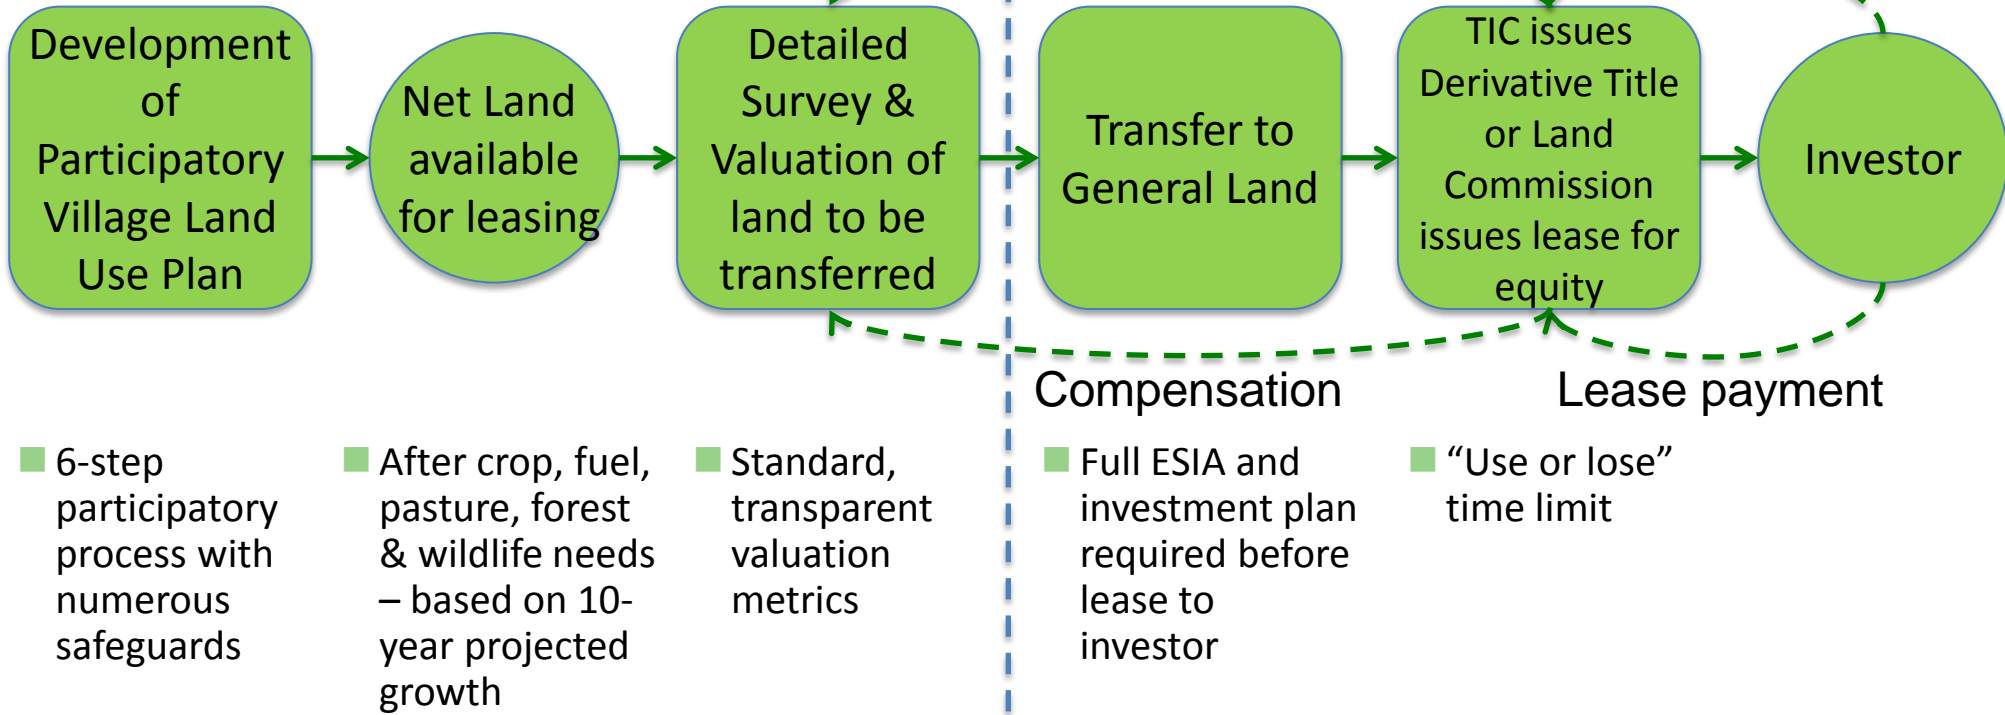 Development
of
Participatory
Village Land
Use Plan
Net Land
available
for leasing
Detailed
Survey &
Valuation of
land to be
transferred
Transfer to
General Land
TIC issues
Derivative Title
or Land
Commission
issues lease for
equity
Investor
Compensation
Lease payment
6-step
participatory
process with
numerous
safeguards
After crop, fuel,
pasture, forest
& wildlife needs
– based on 10-
year projected
growth
Standard,
transparent
valuation
metrics
Full ESIA and
investment plan
required before
lease to
investor
“Use or lose”
time limit